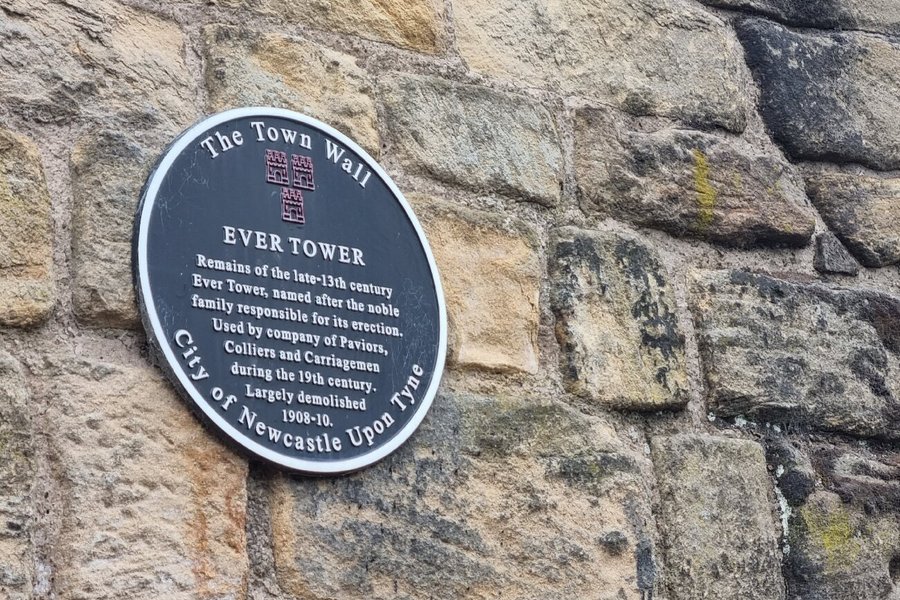 The Town Wall
EVER TOWER
Remains of the late-13th century
Ever Tower, named after the noble
family responsible for its erection.
Used by company of Paviors,
Colliers and Carriagemen
during the 19th century.
Largely demolished
1908-10.
City of Newcastle Upon Tyne